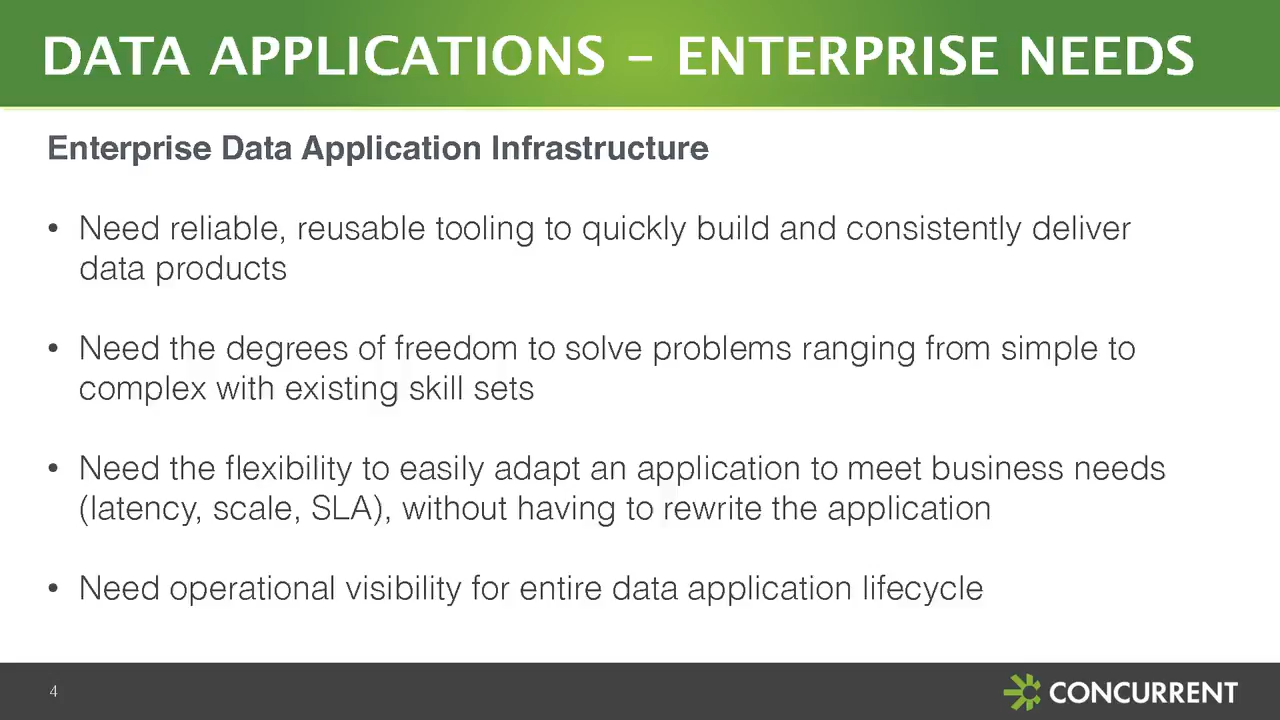 DATA APPLICATIONS – ENTERPRISE NEEDS
Enterprise Data Application Infrastructure
• Need reliable, reusable tooling to quickly build and consistently deliver
data products
• Need the degrees of freedom to solve problems ranging from simple to
complex with existing skill sets
• Need the flexibility to easily adapt an application to meet business needs
(latency, scale, SLA), without having to rewrite the application
• Need operational visibility for entire data application lifecycle
4
CONCURRENT